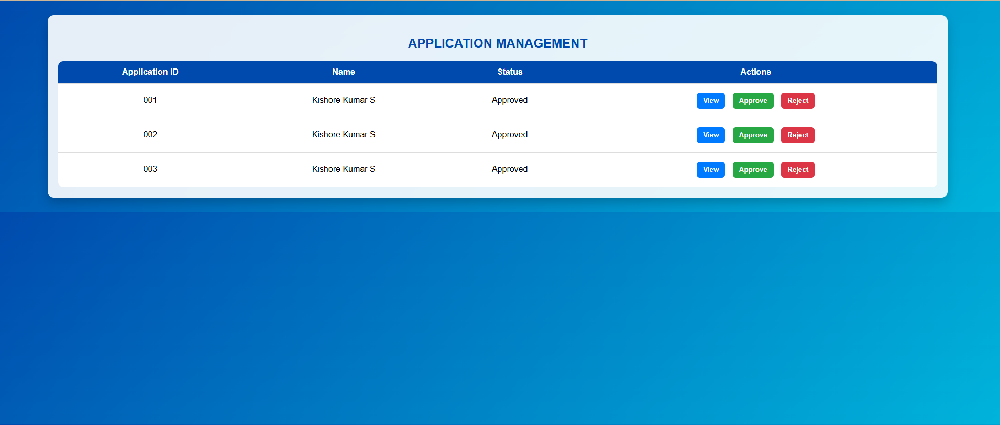 APPLICATION MANAGEMENT
Application ID Name Status Actions
001 Kishore Kumar S Approved View Approve Reject
002 Kishore Kumar S Approved View Approve Reject
003 Kishore Kumar S Approved View Approve Reject